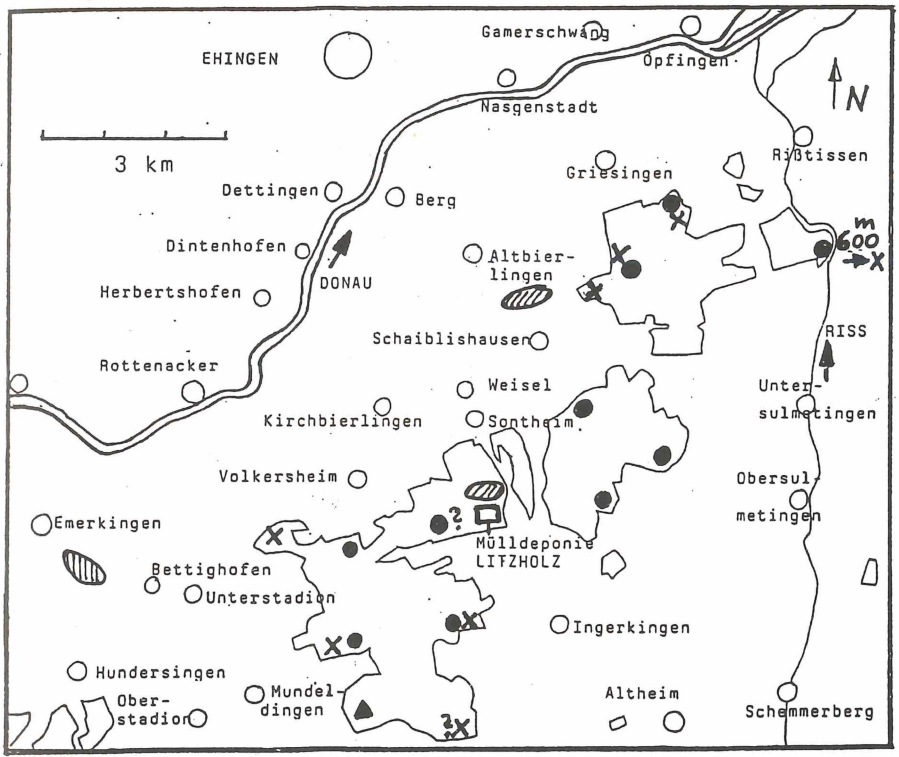 Gamerschwang
EHINGEN
Öpfingen
N
Nasgenstadt
3 km
Rißtissen
Griesingen
Dettingen
Berg
m
600
X
Dintenhofen
Altbier-
lingen
DONAU
Herbertshofen
RISS
Schaiblishausen
Rottenacker
Weisel
Unter-
sulmetingen
Kirchbierlingen
Sontheim
Volkersheim
Obersul-
metingen
?
Emerkingen
Mülldeponie
LITZHOLZ
Bettighofen
Unterstadion
Ingerkingen
Hundersingen
Mundel-
dingen
Ober-
stadion
Altheim
Schemmerberg
?